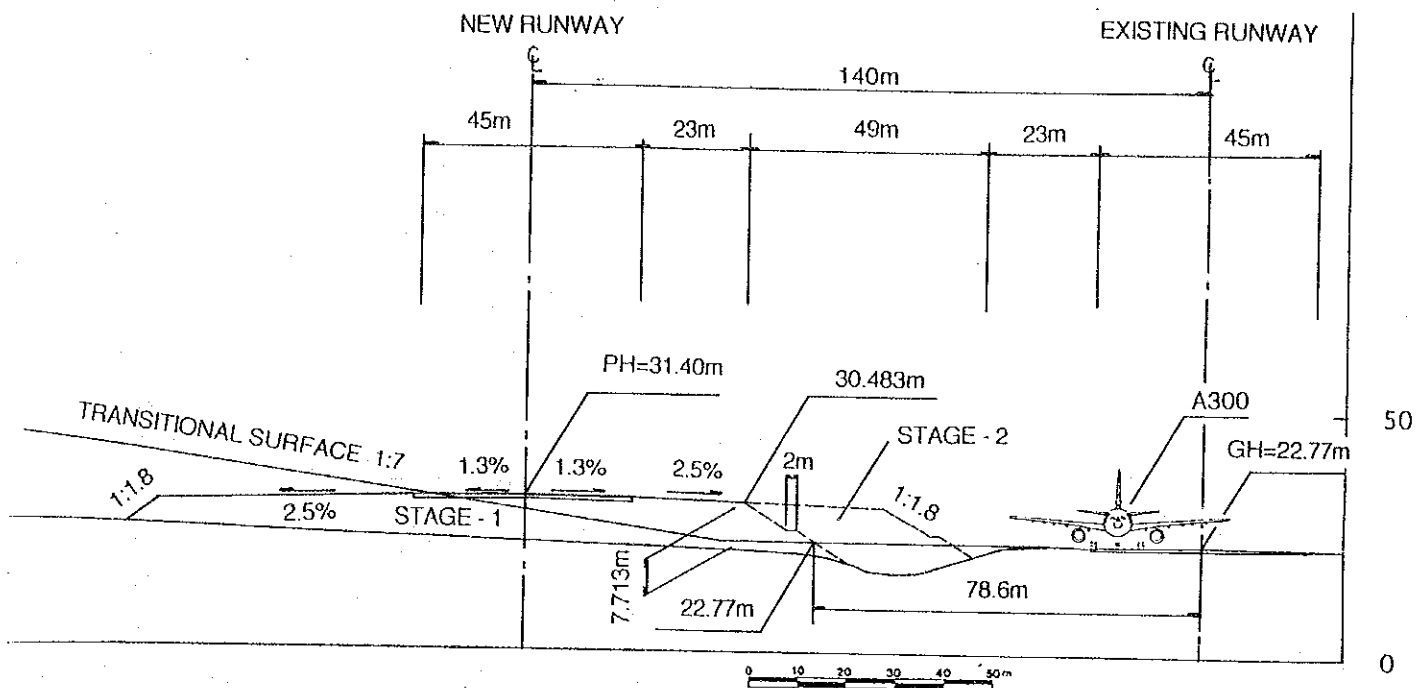 NEW RUNWAY
EXISTING RUNWAY
℄
℄
140m
45m
23m
49m
23m
45m
PH=31.40m
30.483m
A300
50
TRANSITIONAL SURFACE 1:7
STAGE - 2
GH=22.77m
1:1.8
1.3%
1.3%
2.5%
2m
1:1.8
2.5%
STAGE - 1
7.713m
22.77m
78.6m
0
0 10 20 30 40 50m